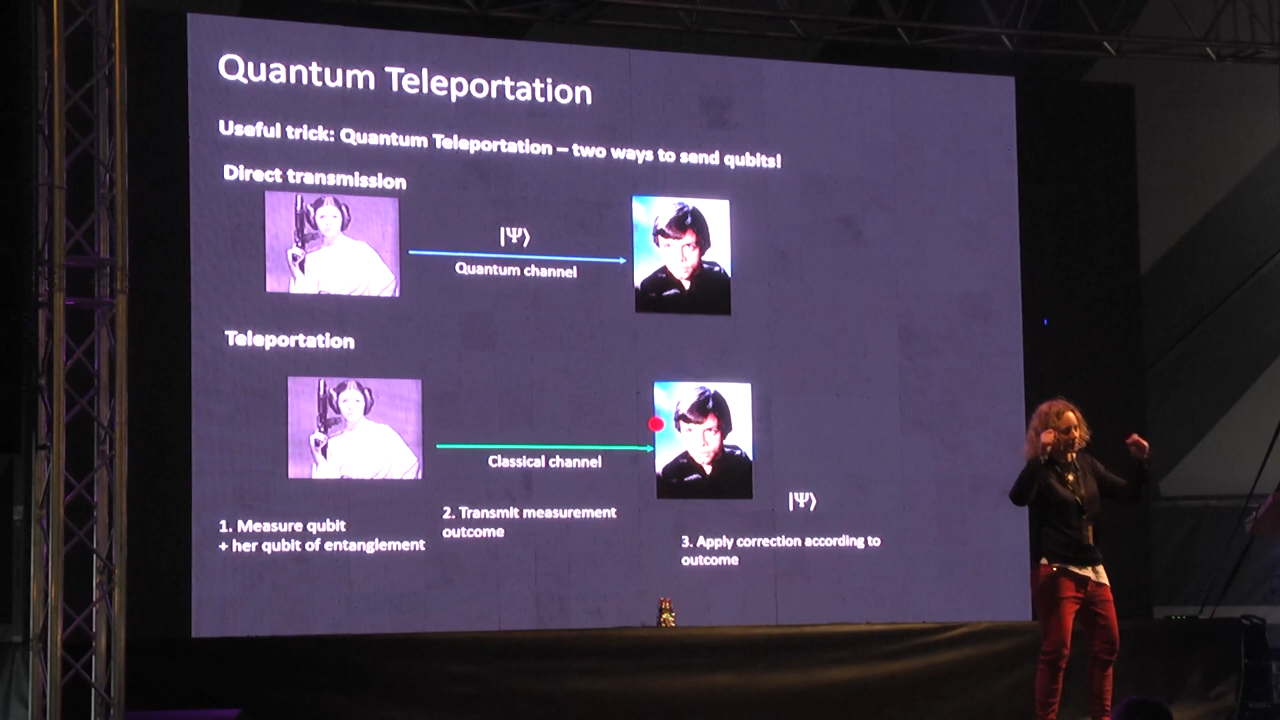 Quantum Teleportation
Useful trick: Quantum Teleportation – two ways to send qubits!
Direct transmission
|Ψ⟩
Quantum channel
Teleportation
Classical channel
|Ψ⟩
1. Measure qubit
+ her qubit of entanglement
2. Transmit measurement
outcome
3. Apply correction according to
outcome